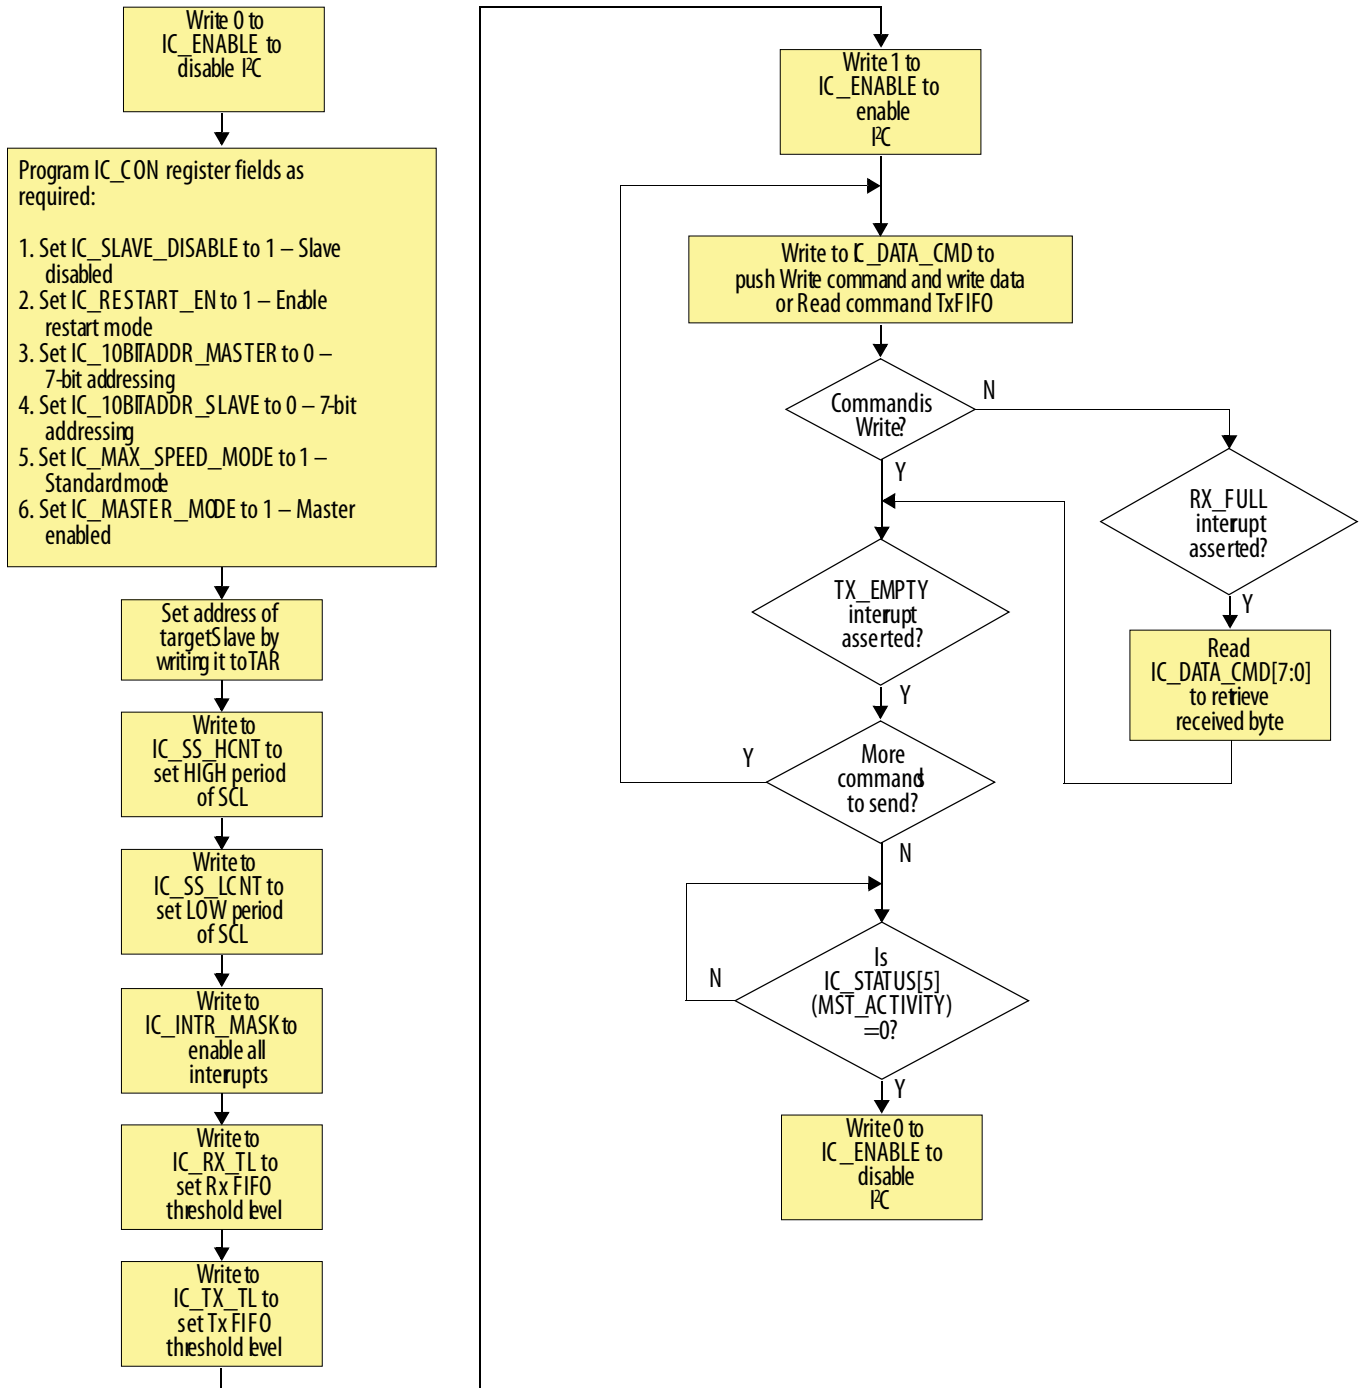 Write 0 to
IC_ENABLE to
disable I²C
Program IC_CON register fields as
required:
1. Set IC_SLAVE_DISABLE to 1 – Slave
disabled
2. Set IC_RESTART_EN to 1 – Enable
restart mode
3. Set IC_10BITADDR_MASTER to 0 –
7-bit addressing
4. Set IC_10BITADDR_SLAVE to 0 – 7-bit
addressing
5. Set IC_MAX_SPEED_MODE to 1 –
Standard mode
6. Set IC_MASTER_MODE to 1 – Master
enabled
Set address of
target Slave by
writing it to TAR
Write to
IC_SS_HCNT to
set HIGH period
of SCL
Write to
IC_SS_LCNT to
set LOW period
of SCL
Write to
IC_INTR_MASK to
enable all
interrupts
Write to
IC_RX_TL to
set Rx FIFO
threshold level
Write to
IC_TX_TL to
set Tx FIFO
threshold level
Write 1 to
IC_ENABLE to
enable
I²C
Write to IC_DATA_CMD to
push Write command and write data
or Read command TxFIFO
Command is
Write?
N
Y
RX_FULL
interrupt
asserted?
Y
Read
IC_DATA_CMD[7:0]
to retrieve
received byte
TX_EMPTY
interrupt
asserted?
Y
More
commands
to send?
Y
N
Is
IC_STATUS[5]
(MST_ACTIVITY)
=0?
N
Y
Write 0 to
IC_ENABLE to
disable
I²C